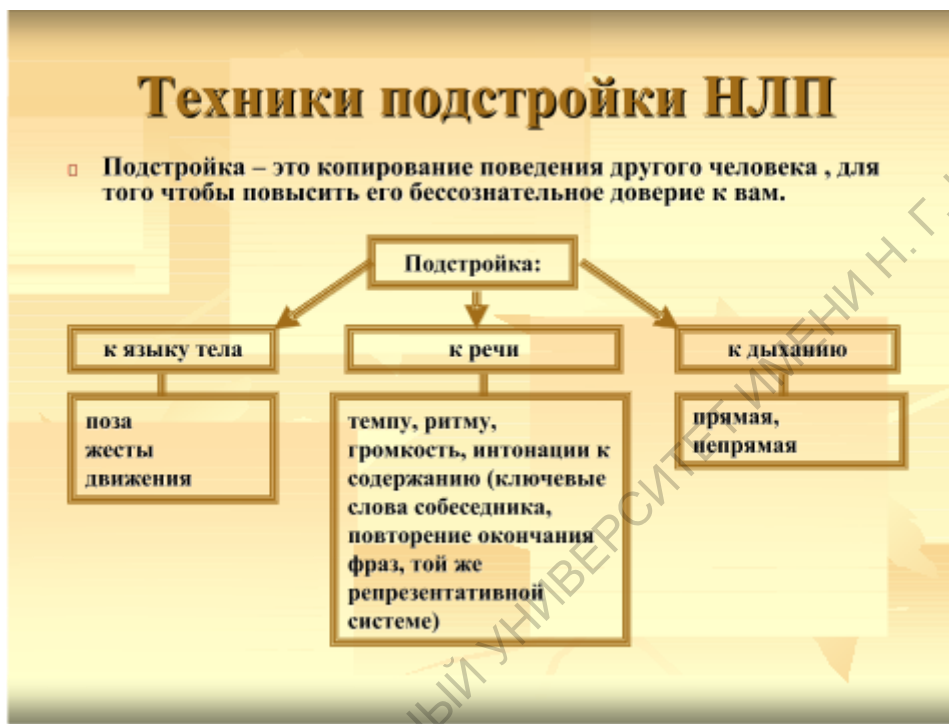 Техники подстройки НЛП
Подстройка – это копирование поведения другого человека , для
того чтобы повысить его бессознательное доверие к вам.
Подстройка:
к языку тела
к речи
к дыханию
поза
жесты
движения
темпу, ритму,
громкость, интонации к
содержанию (ключевые
слова собеседника,
повторение окончания
фраз, той же
репрезентативной
системе)
прямая,
непрямая
УНИВЕРСИТЕТ ИМЕНИ Н. Г.